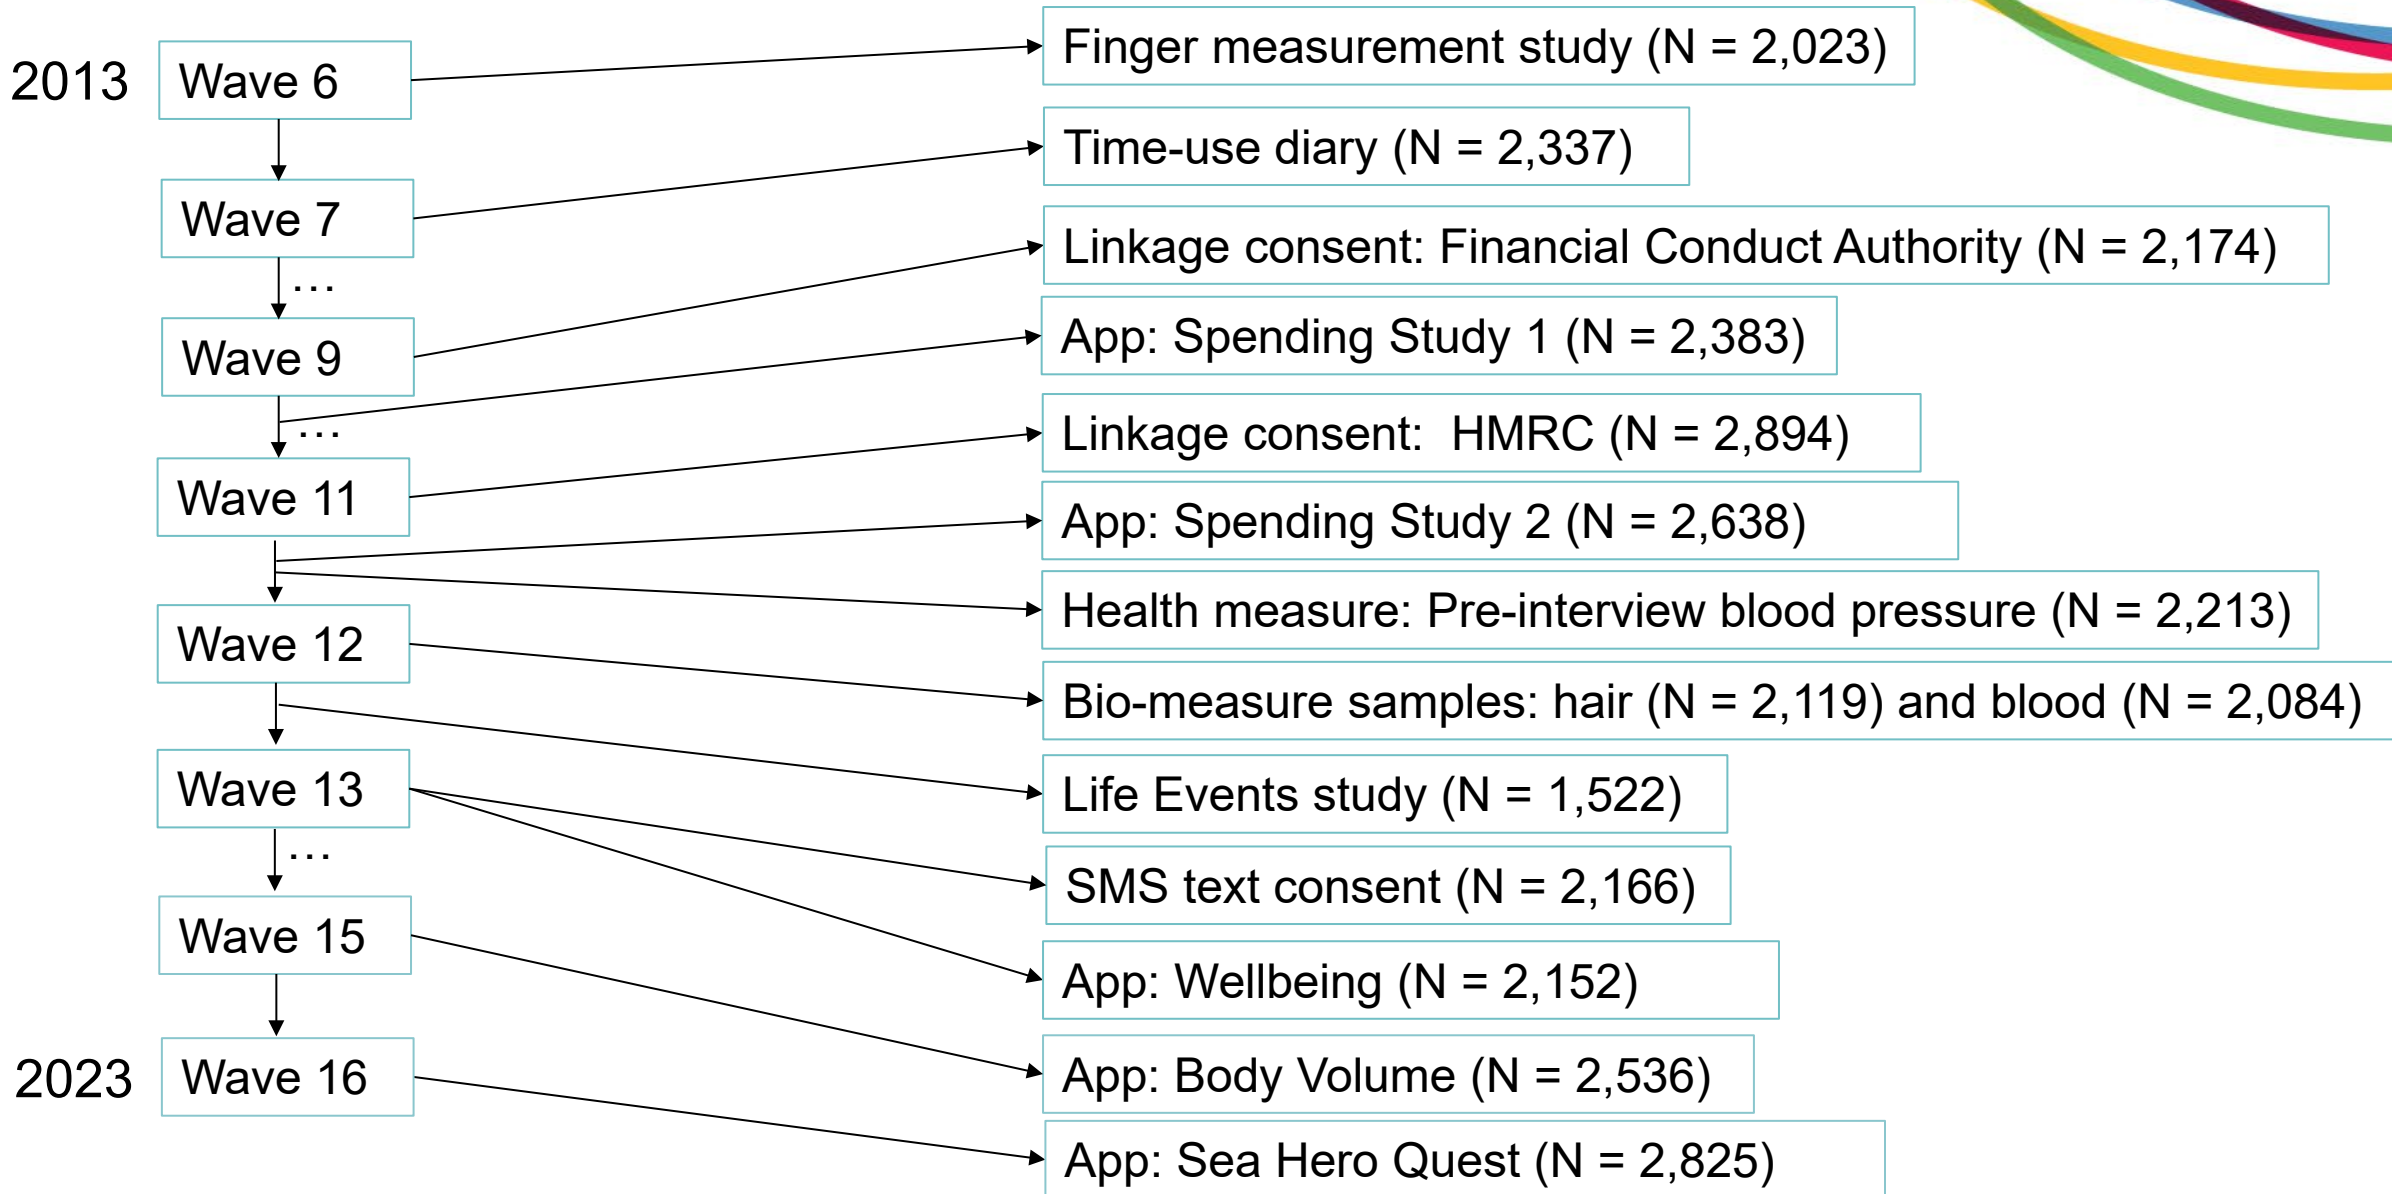 2013
Wave 6
Finger measurement study (N = 2,023)
Wave 7
Time-use diary (N = 2,337)
…
Wave 9
Linkage consent: Financial Conduct Authority (N = 2,174)
…
App: Spending Study 1 (N = 2,383)
Wave 11
Linkage consent:  HMRC (N = 2,894)
App: Spending Study 2 (N = 2,638)
Health measure: Pre-interview blood pressure (N = 2,213)
Wave 12
Bio-measure samples: hair (N = 2,119) and blood (N = 2,084)
Life Events study (N = 1,522)
Wave 13
SMS text consent (N = 2,166)
App: Wellbeing (N = 2,152)
…
Wave 15
App: Body Volume (N = 2,536)
2023
Wave 16
App: Sea Hero Quest (N = 2,825)